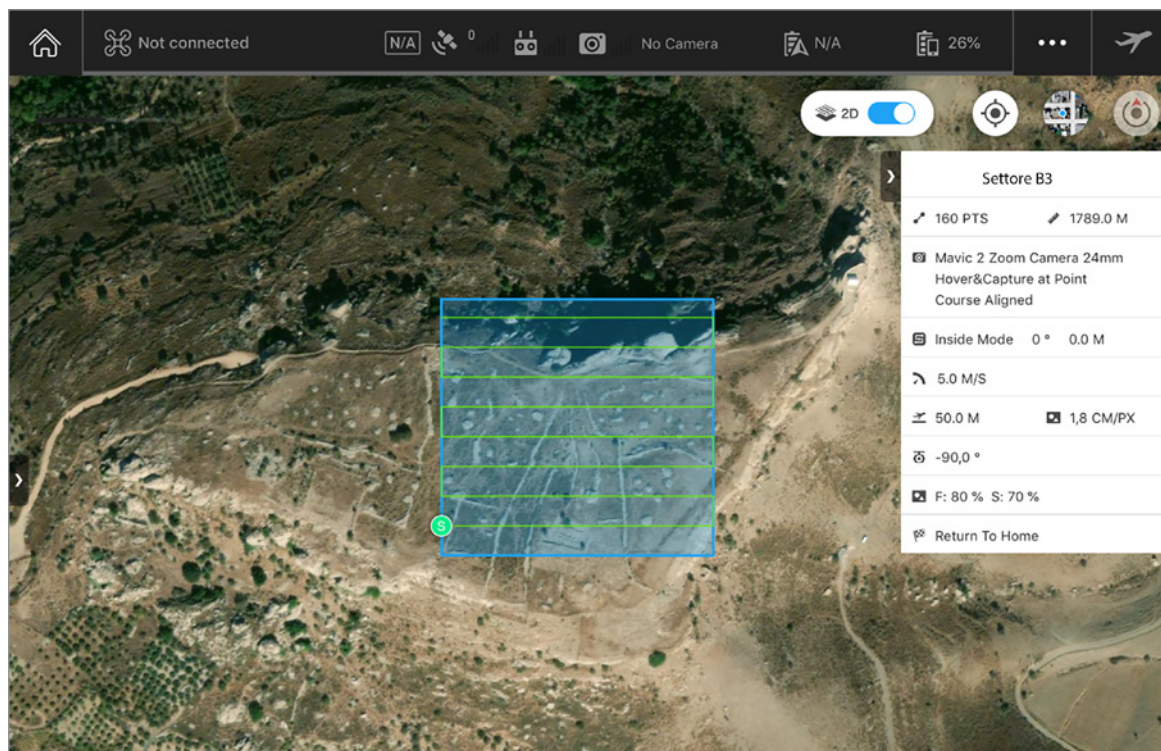 Not connected N/A 0 No Camera N/A 26%
2D
Settore B3
160 PTS 1789.0 M
Mavic 2 Zoom Camera 24mm
Hover&Capture at Point
Course Aligned
Inside Mode 0 ° 0.0 M
5.0 M/S
50.0 M 1,8 CM/PX
-90,0 °
F: 80 % S: 70 %
S
Return To Home